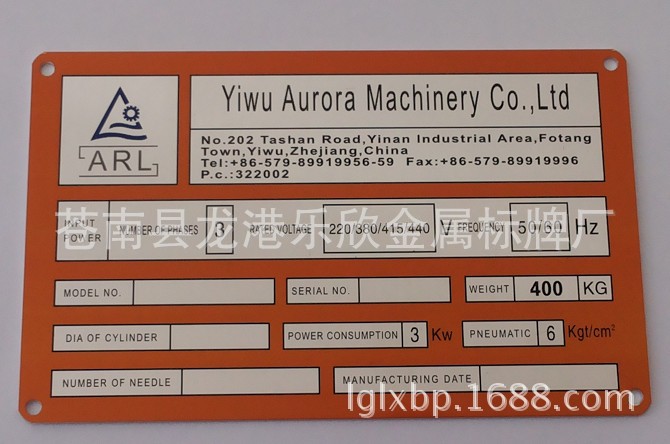 ARL
Yiwu Aurora Machinery Co.,Ltd
No.202 Tashan Road,Yinan Industrial Area,Fotang
Town,Yiwu,Zhejiang,China
Tel:+86-579-89919956-59 Fax:+86-579-89919996
P.c.:322002
苍南县龙港乐欣金属标牌厂
INPUT POWER NUMBER OF PHASES 3 RATED VOLTAGE 220/380/415/440 V FREQUENCY 50/60 Hz
MODEL NO. SERIAL NO. WEIGHT 400 KG
DIA OF CYLINDER POWER CONSUMPTION 3 Kw PNEUMATIC 6 Kgt/cm²
NUMBER OF NEEDLE MANUFACTURING DATE
lglxbp.1688.com